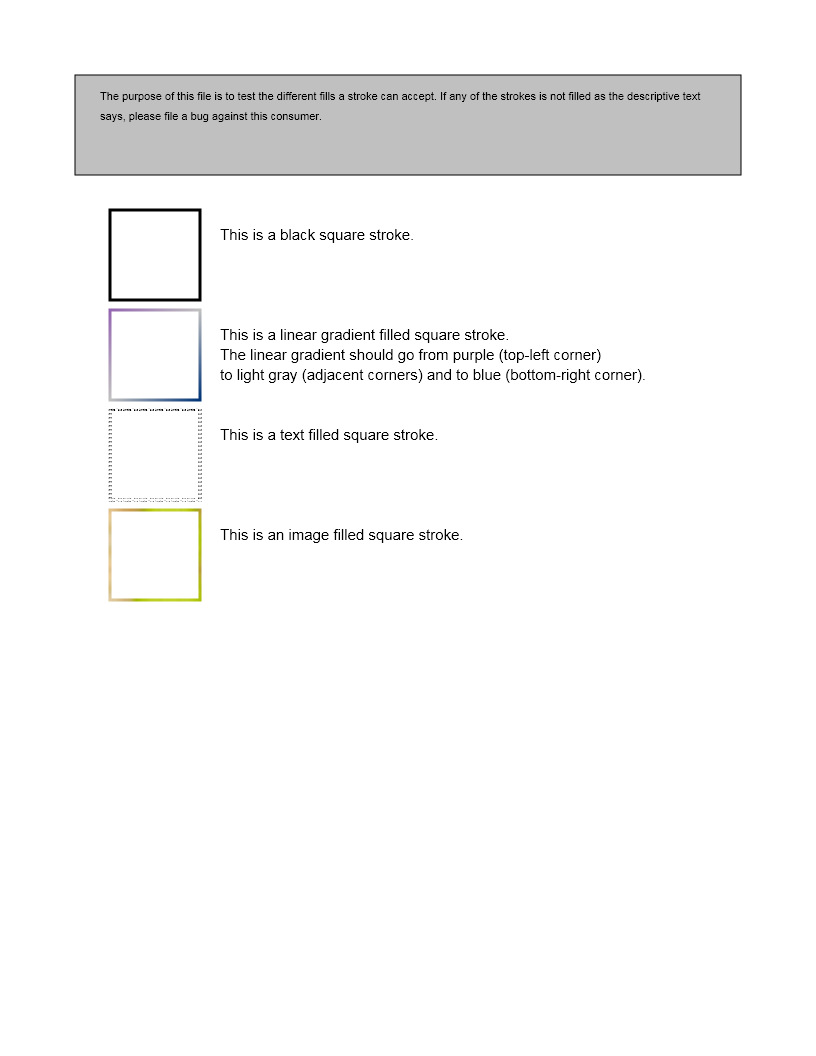 The purpose of this file is to test the different fills a stroke can accept. If any of the strokes is not filled as the descriptive text
says, please file a bug against this consumer.
This is a black square stroke.
This is a linear gradient filled square stroke.
The linear gradient should go from purple (top-left corner)
to light gray (adjacent corners) and to blue (bottom-right corner).
This is a text filled square stroke.
This is an image filled square stroke.